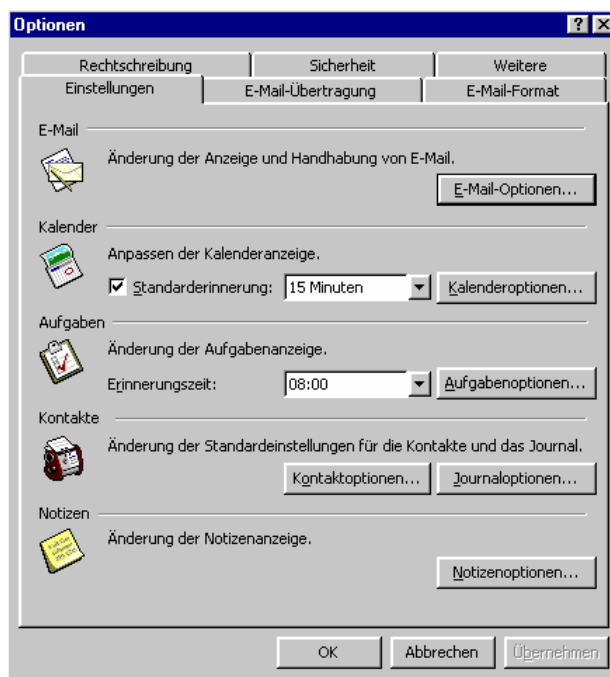 Optionen
Rechtschreibung Sicherheit Weitere
Einstellungen E-Mail-Übertragung E-Mail-Format
E-Mail
Änderung der Anzeige und Handhabung von E-Mail.
E-Mail-Optionen...
Kalender
Anpassen der Kalenderanzeige.
Standarderinnerung: 15 Minuten Kalenderoptionen...
Aufgaben
Änderung der Aufgabenanzeige.
Erinnerungszeit: 08:00 Aufgabenoptionen...
Kontakte
Änderung der Standardeinstellungen für die Kontakte und das Journal.
Kontaktoptionen... Journaloptionen...
Notizen
Änderung der Notizenanzeige.
Notizenoptionen...
OK Abbrechen Übernehmen